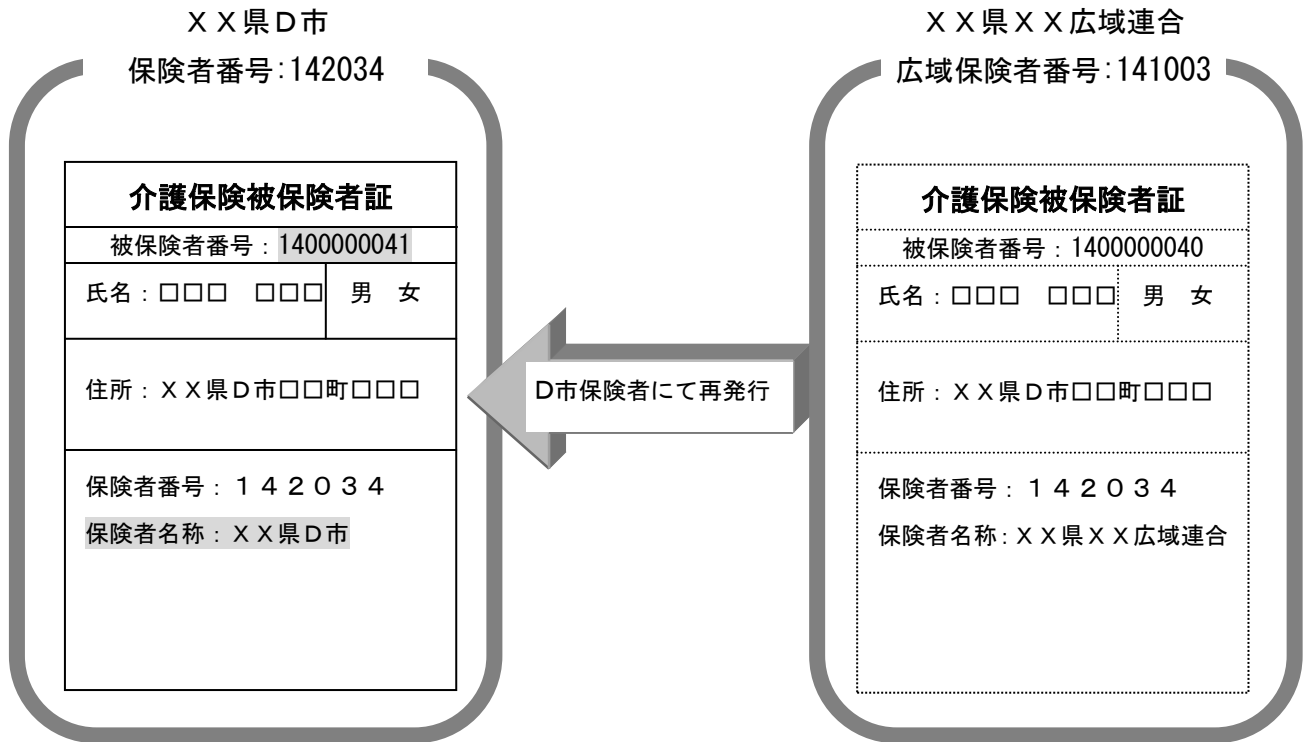 ＸＸ県Ｄ市
保険者番号：142034
介護保険被保険者証
被保険者番号：1400000041
氏名：□□□　□□□　男　女
住所：ＸＸ県Ｄ市□□町□□□
保険者番号：１４２０３４
保険者名称：ＸＸ県Ｄ市
D市保険者にて再発行
ＸＸ県ＸＸ広域連合
広域保険者番号：141003
介護保険被保険者証
被保険者番号：1400000040
氏名：□□□　□□□　男　女
住所：ＸＸ県Ｄ市□□町□□□
保険者番号：１４２０３４
保険者名称：ＸＸ県ＸＸ広域連合